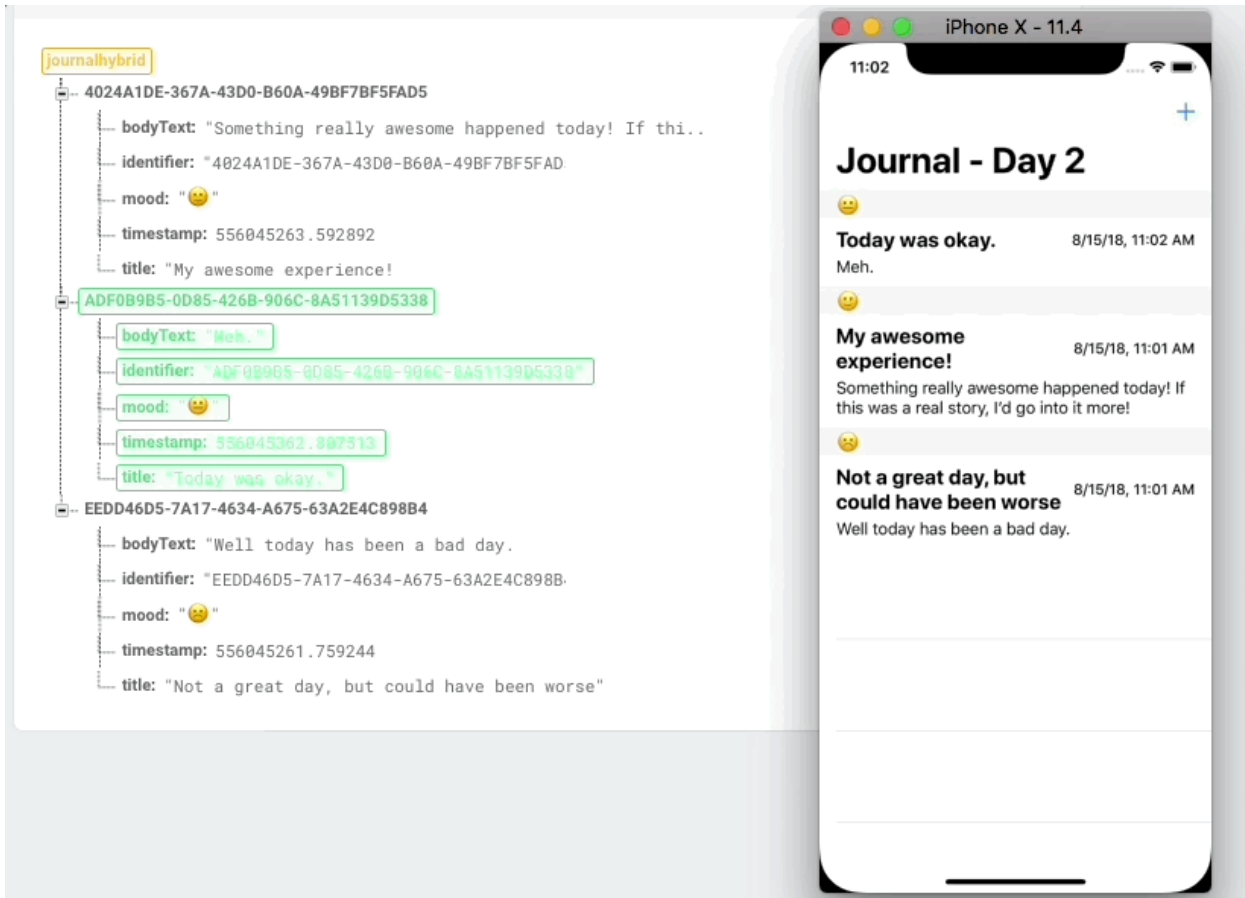 journalhybrid
4024A1DE-367A-43D0-B60A-49BF7BF5FAD5
bodyText: "Something really awesome happened today! If thi..
identifier: "4024A1DE-367A-43D0-B60A-49BF7BF5FAD
mood: "🙂"
timestamp: 556045263.592892
title: "My awesome experience!
ADF0B9B5-0D85-426B-906C-8A51139D5338
bodyText: "Meh."
identifier: "ADF0B9B5-0D85-426B-906C-8A51139D5338"
mood: "😐"
timestamp: 556045362.807513
title: "Today was okay."
EEDD46D5-7A17-4634-A675-63A2E4C898B4
bodyText: "Well today has been a bad day.
identifier: "EEDD46D5-7A17-4634-A675-63A2E4C898B
mood: "☹️"
timestamp: 556045261.759244
title: "Not a great day, but could have been worse"
iPhone X - 11.4
11:02
+
Journal - Day 2
😐
Today was okay. 8/15/18, 11:02 AM
Meh.
🙂
My awesome
experience! 8/15/18, 11:01 AM
Something really awesome happened today! If
this was a real story, I'd go into it more!
☹️
Not a great day, but
could have been worse 8/15/18, 11:01 AM
Well today has been a bad day.